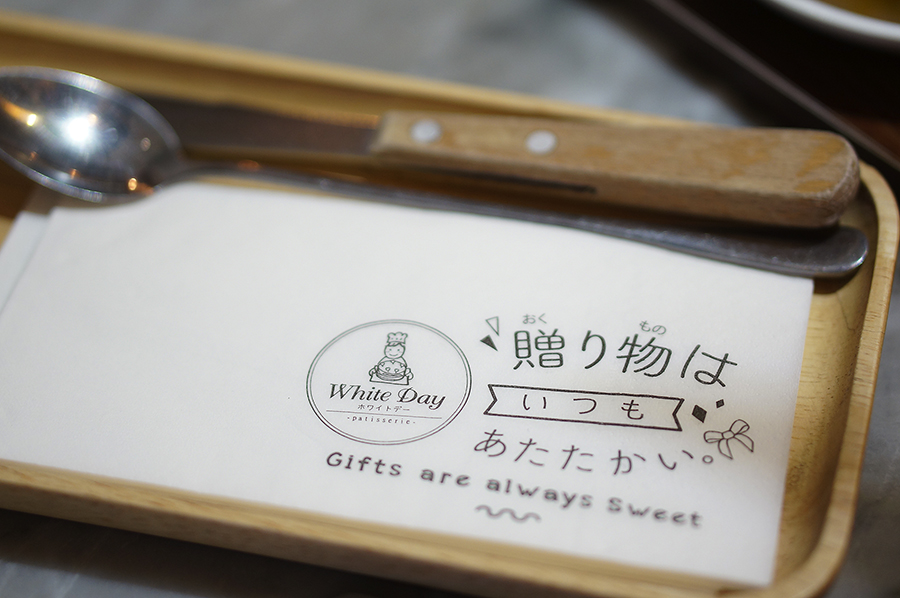 White Day
ホワイトデー
-patisserie-
おく もの
贈り物は
いつも
あたたかい。
Gifts are always Sweet